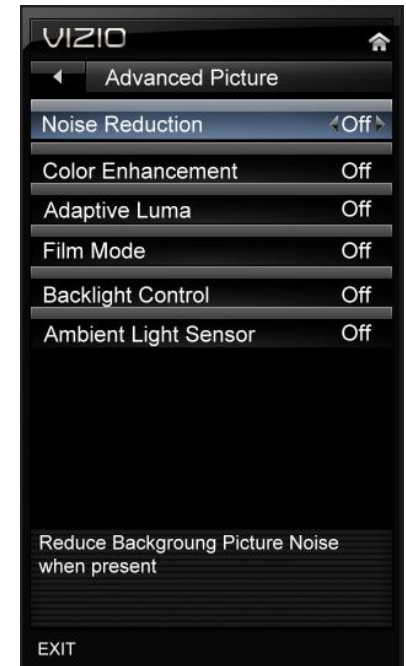 VIZIO
Advanced Picture
Noise Reduction Off
Color Enhancement Off
Adaptive Luma Off
Film Mode Off
Backlight Control Off
Ambient Light Sensor Off
Reduce Backgroung Picture Noise
when present
EXIT